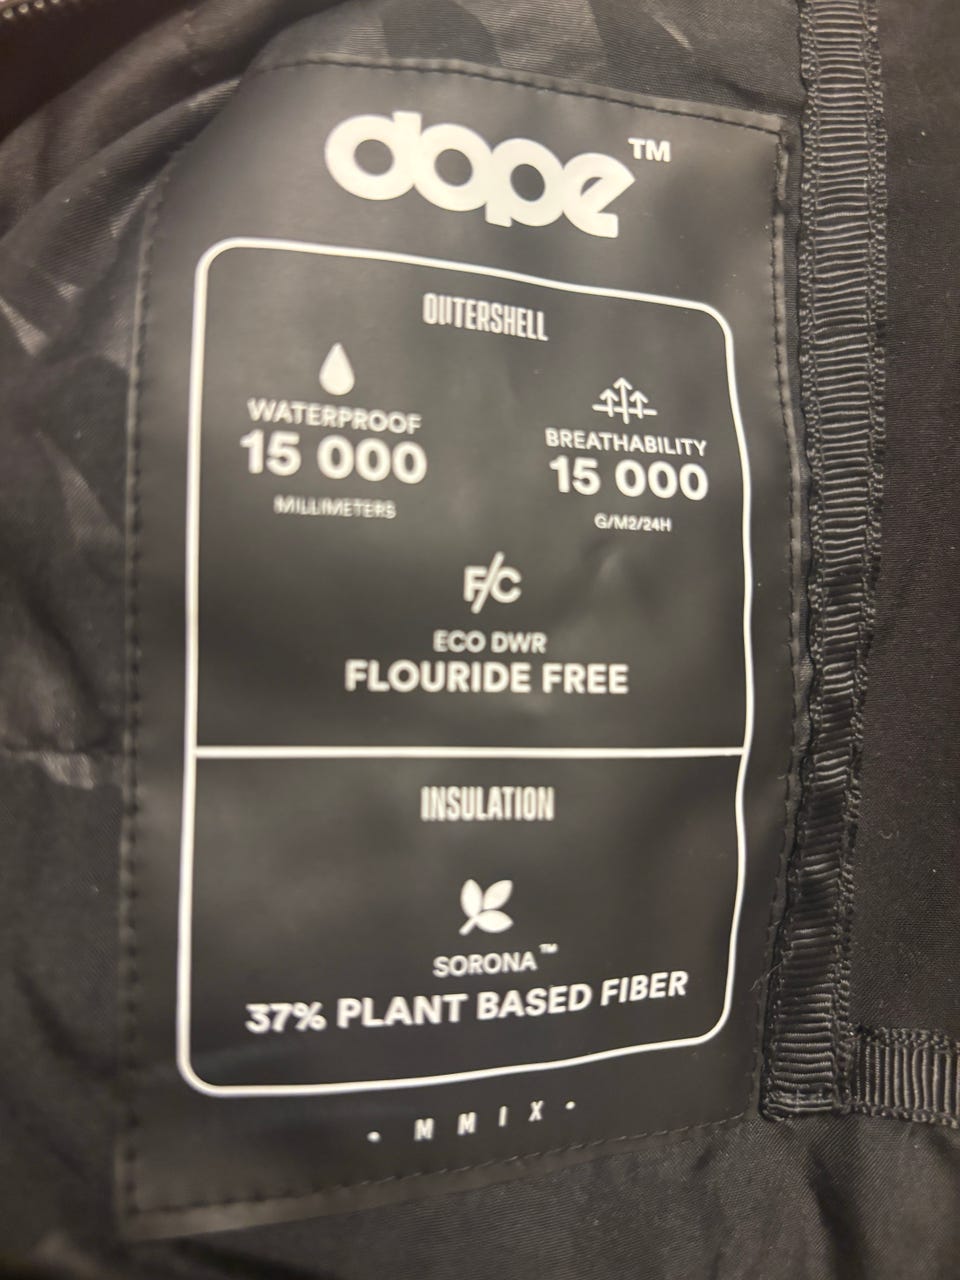 dope™
OUTERSHELL
WATERPROOF
15 000
MILLIMETERS
BREATHABILITY
15 000
G/M2/24H
F/C
ECO DWR
FLOURIDE FREE
INSULATION
SORONA™
37% PLANT BASED FIBER
• M M I X •